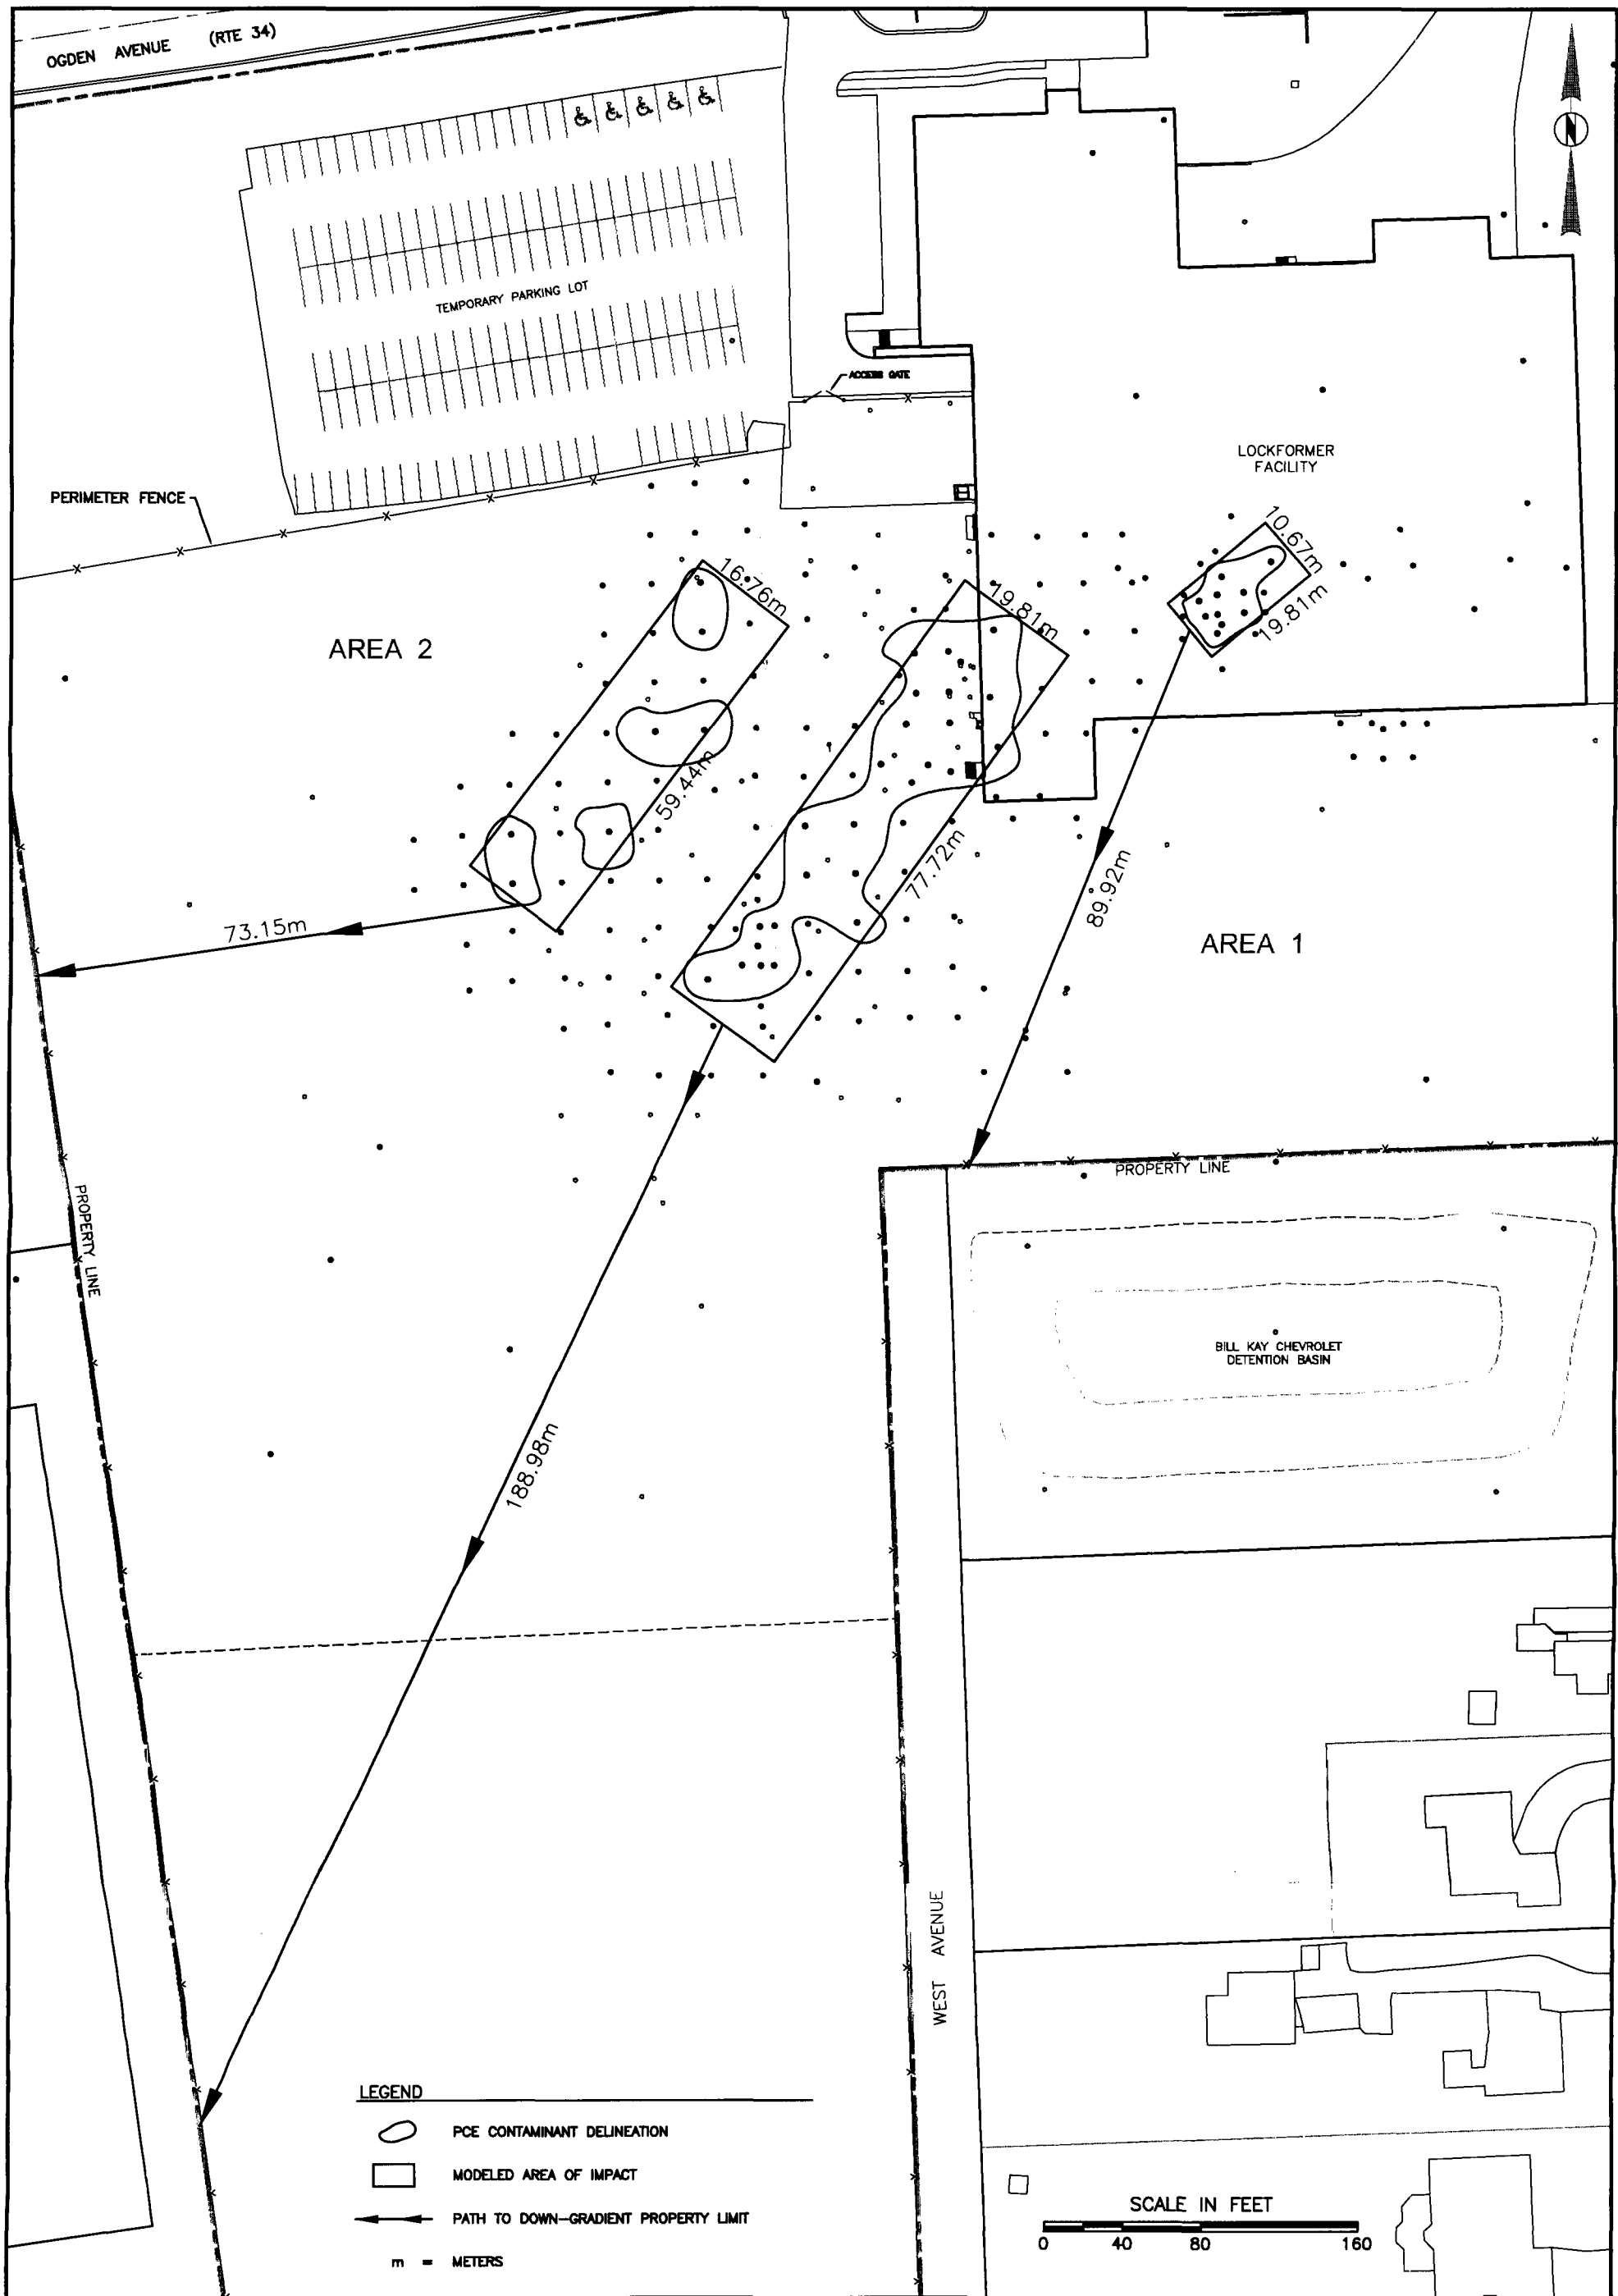 OGDEN AVENUE (RTE 34)
N
TEMPORARY PARKING LOT
ACCESS GATE
LOCKFORMER
FACILITY
PERIMETER FENCE
10.67m
19.81m
16.76m
19.81m
AREA 2
59.44m
77.72m
89.92m
73.15m
AREA 1
PROPERTY LINE
PROPERTY LINE
BILL KAY CHEVROLET
DETENTION BASIN
188.98m
WEST AVENUE
LEGEND
PCE CONTAMINANT DELINEATION
MODELED AREA OF IMPACT
PATH TO DOWN-GRADIENT PROPERTY LIMIT
m = METERS
SCALE IN FEET
0 40 80 160